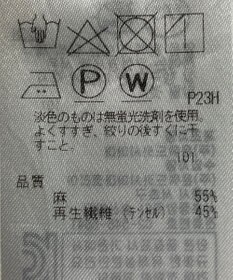 P W P23H
淡色のものは無蛍光洗剤を使用。
よくすすぎ、絞りの後すぐに干
すこと。
101
品質
麻 55%
再生繊維 (テンセル) 45%